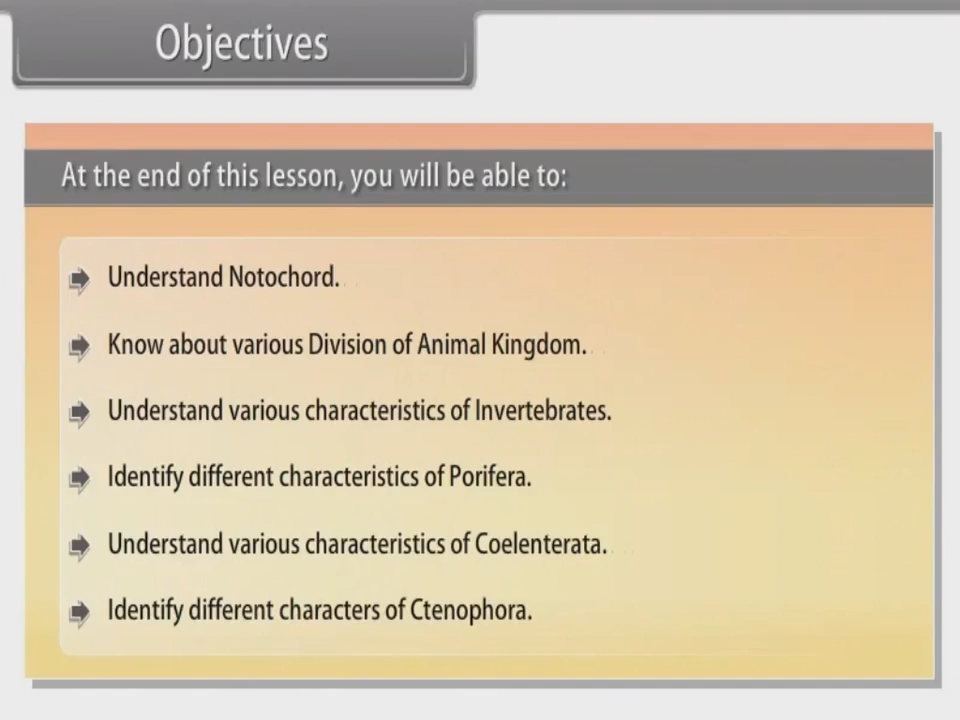 Objectives
At the end of this lesson, you will be able to:
Understand Notochord.
Know about various Division of Animal Kingdom.
Understand various characteristics of Invertebrates.
Identify different characteristics of Porifera.
Understand various characteristics of Coelenterata.
Identify different characters of Ctenophora.